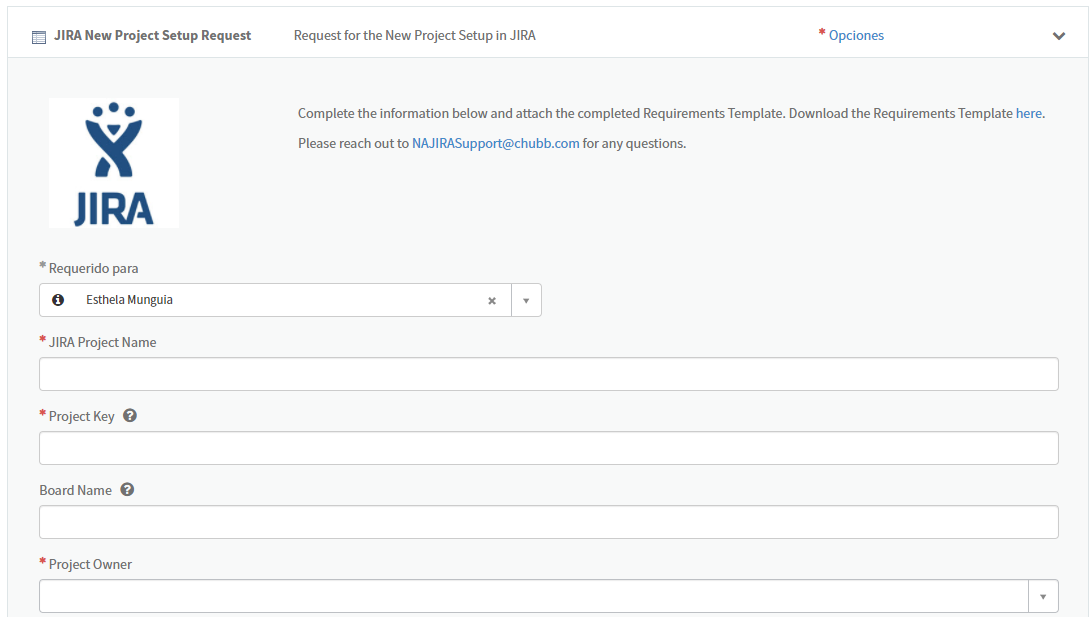 JIRA New Project Setup Request Request for the New Project Setup in JIRA * Opciones
Complete the information below and attach the completed Requirements Template. Download the Requirements Template here.
Please reach out to NAJIRASupport@chubb.com for any questions.
JIRA
* Requerido para
Esthela Munguia
* JIRA Project Name
* Project Key
Board Name
* Project Owner